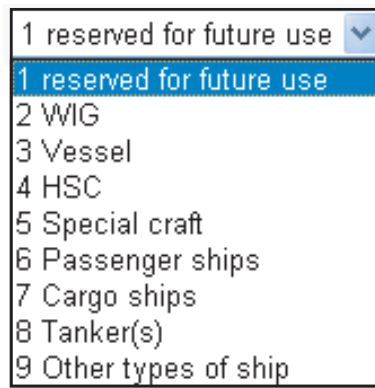 1 reserved for future use
1 reserved for future use
2 WIG
3 Vessel
4 HSC
5 Special craft
6 Passenger ships
7 Cargo ships
8 Tanker(s)
9 Other types of ship